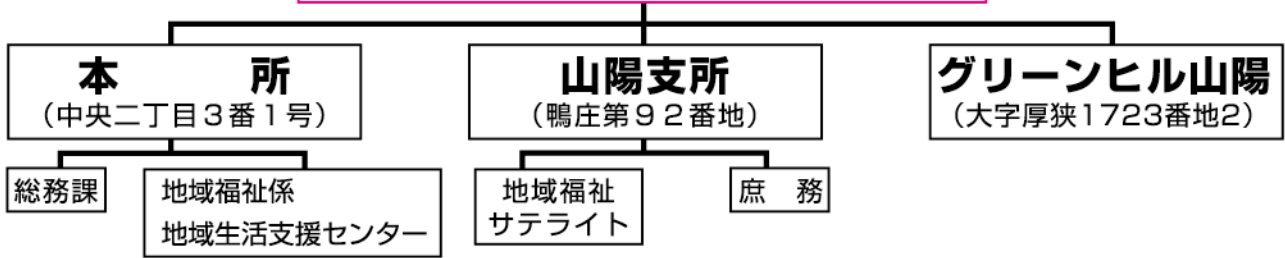 本　　　所
（中央二丁目３番１号）
総務課
地域福祉係
地域生活支援センター
山陽支所
（鴨庄第９２番地）
地域福祉
サテライト
庶　務
グリーンヒル山陽
（大字厚狭1723番地2）